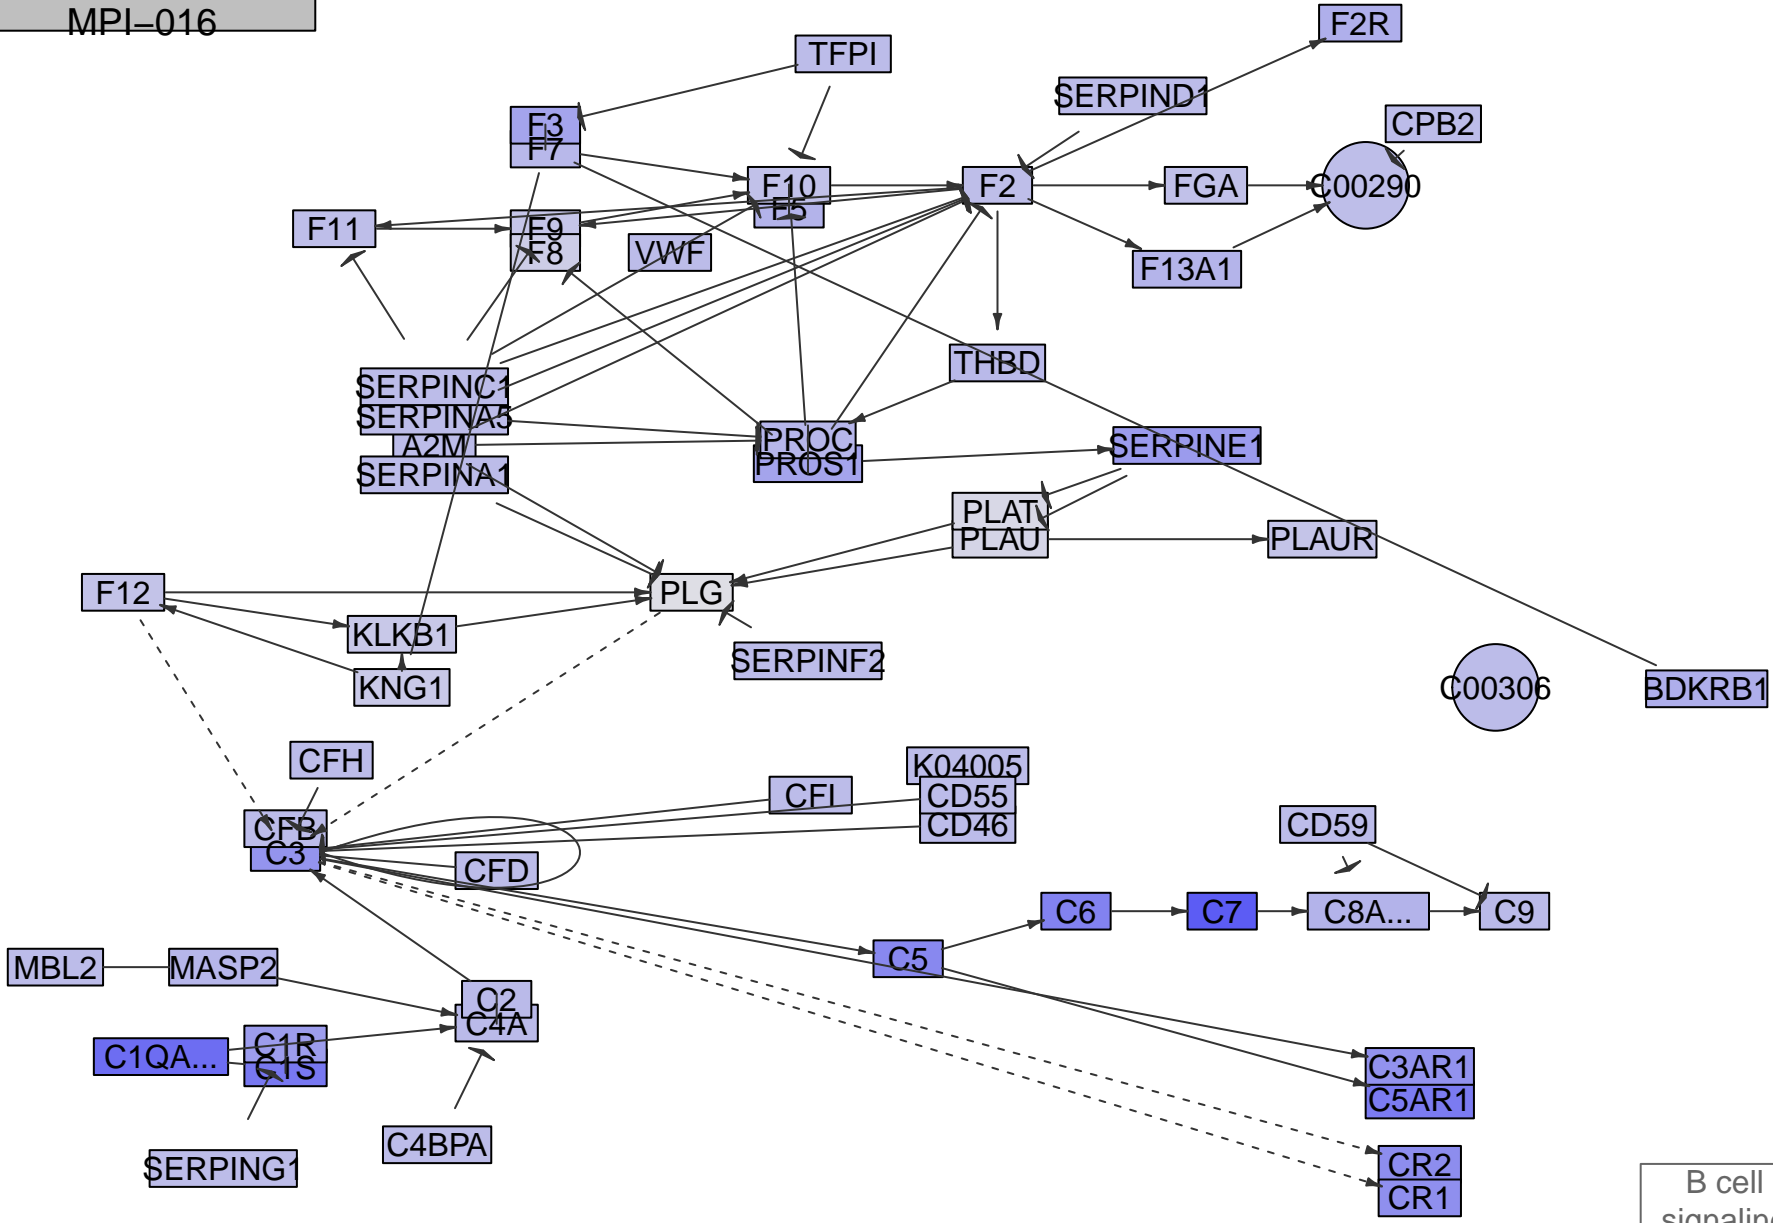 MPI–016
F2R
TFPI
SERPIND1
CPB2
F3
F7
F10
F5
F2
FGA
C00290
F11
F9
F8
VWF
F13A1
THBD
SERPINC1
SERPINA5
A2M
SERPINA1
PROC
PROS1
SERPINE1
PLAT
PLAU
PLAUR
F12
PLG
KLKB1
KNG1
SERPINF2
C00306
BDKRB1
CFH
K04005
CFI
CD55
CD46
CFB
C3
CFD
CD59
C6
C7
C8A...
C9
C5
MBL2
MASP2
C2
C4A
C1QA...
C1R
C1S
C3AR1
C5AR1
C4BPA
SERPING1
CR2
CR1
B cell
signaling